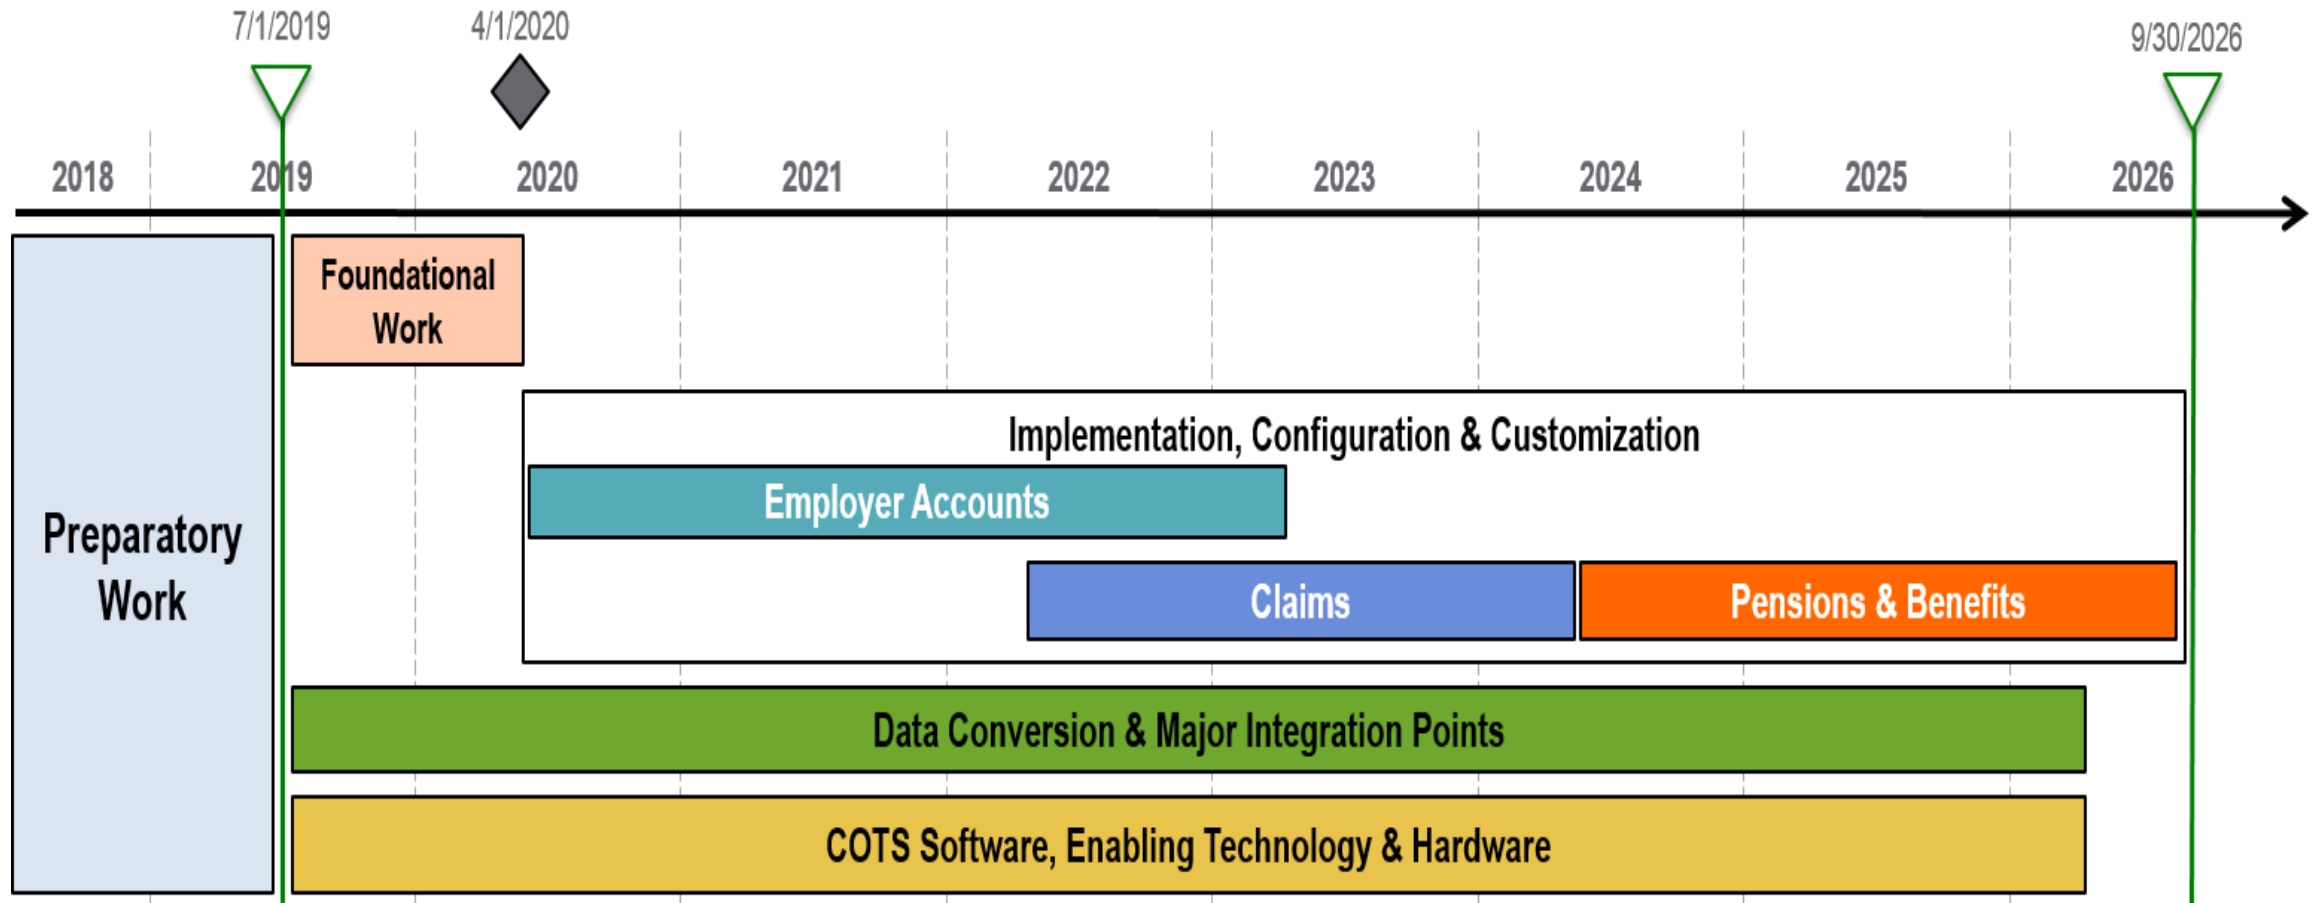 7/1/2019
4/1/2020
9/30/2026
2018 2019 2020 2021 2022 2023 2024 2025 2026
Foundational
Work
Implementation, Configuration & Customization
Employer Accounts
Preparatory
Work
Claims
Pensions & Benefits
Data Conversion & Major Integration Points
COTS Software, Enabling Technology & Hardware